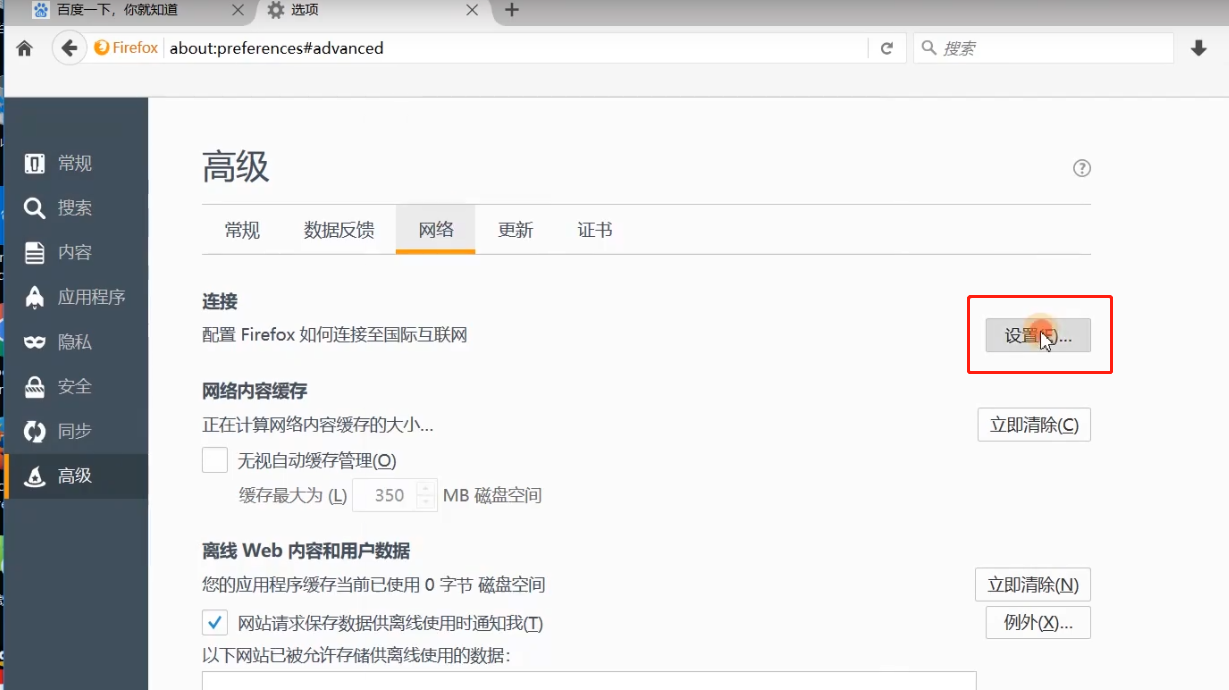 百度一下，你就知道
选项
Firefox about:preferences#advanced 搜索
常规
搜索
内容
应用程序
隐私
安全
同步
高级
高级
常规 数据反馈 网络 更新 证书
连接
配置 Firefox 如何连接至国际互联网
设置(E)...
网络内容缓存
正在计算网络内容缓存的大小...
立即清除(C)
无视自动缓存管理(O)
缓存最大为 (L) 350 MB 磁盘空间
离线 Web 内容和用户数据
您的应用程序缓存当前已使用 0 字节 磁盘空间
立即清除(N)
网站请求保存数据供离线使用时通知我(T)
例外(X)...
以下网站已被允许存储供离线使用的数据: